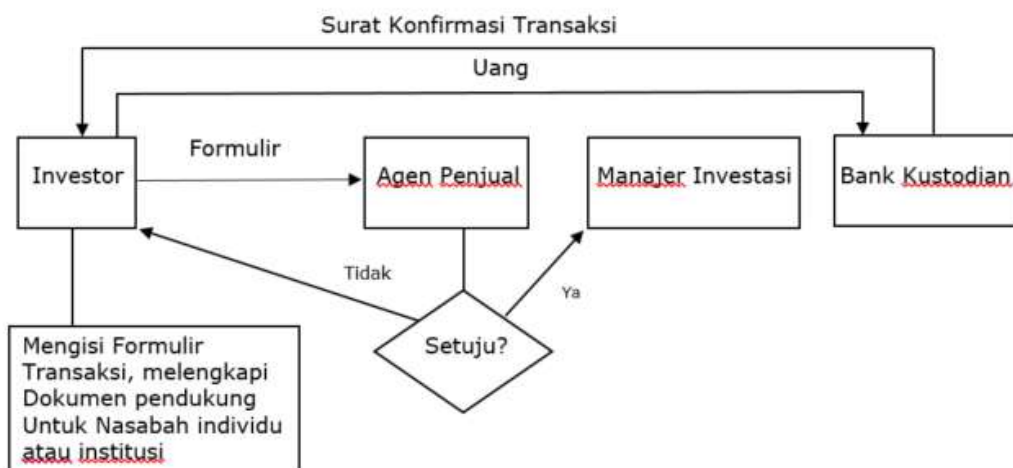 Surat Konfirmasi Transaksi
Uang
Formulir
Investor
Agen Penjual
Manajer Investasi
Bank Kustodian
Tidak
Ya
Setuju?
Mengisi Formulir
Transaksi, melengkapi
Dokumen pendukung
Untuk Nasabah individu
atau institusi